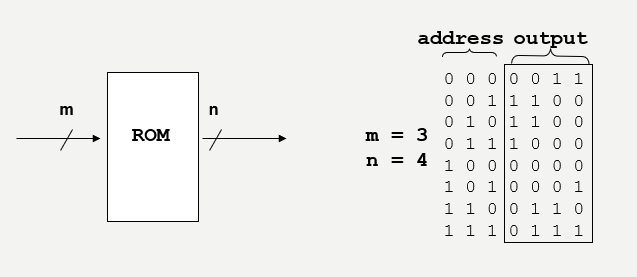 address output
m
n
ROM
m = 3
n = 4
0 0 0 0 0 1 1
0 0 1 1 1 0 0
0 1 0 1 1 0 0
0 1 1 1 0 0 0
1 0 0 0 0 0 0
1 0 1 0 0 0 1
1 1 0 0 1 1 0
1 1 1 0 1 1 1